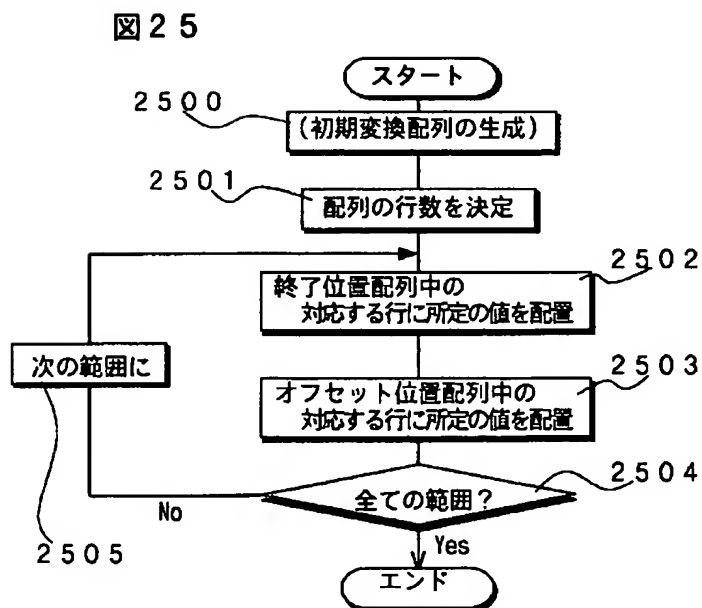 図25
スタート
2500
(初期変換配列の生成)
2501
配列の行数を決定
2502
終了位置配列中の
対応する行に所定の値を配置
次の範囲に
2503
オフセット位置配列中の
対応する行に所定の値を配置
2504
全ての範囲?
No
2505
Yes
エンド